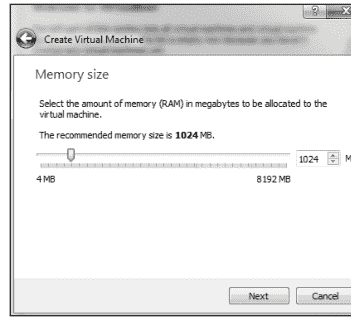 Create Virtual Machine
Memory size
Select the amount of memory (RAM) in megabytes to be allocated to the
virtual machine.
The recommended memory size is 1024 MB.
1024 M
4 MB 8192 MB
Next Cancel